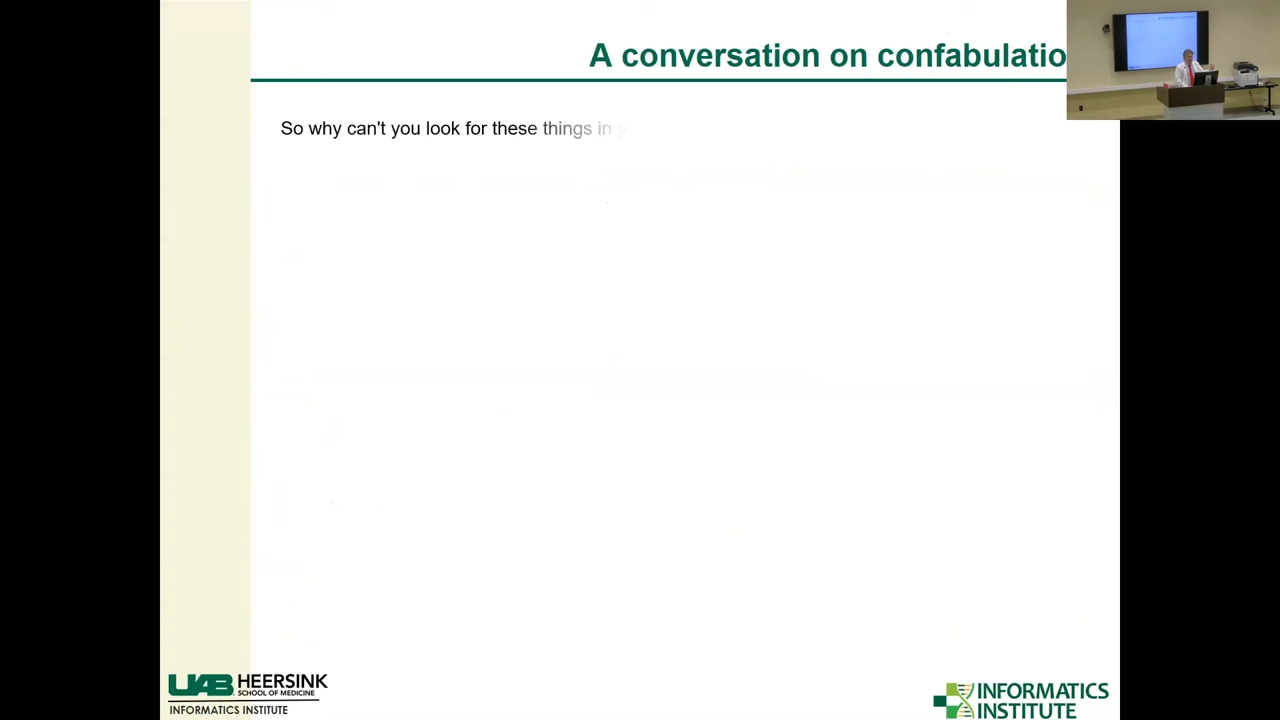 A conversation on confabulatio
So why can't you look for these things in y
UAB HEERSINK
SCHOOL OF MEDICINE
INFORMATICS INSTITUTE
INFORMATICS
INSTITUTE